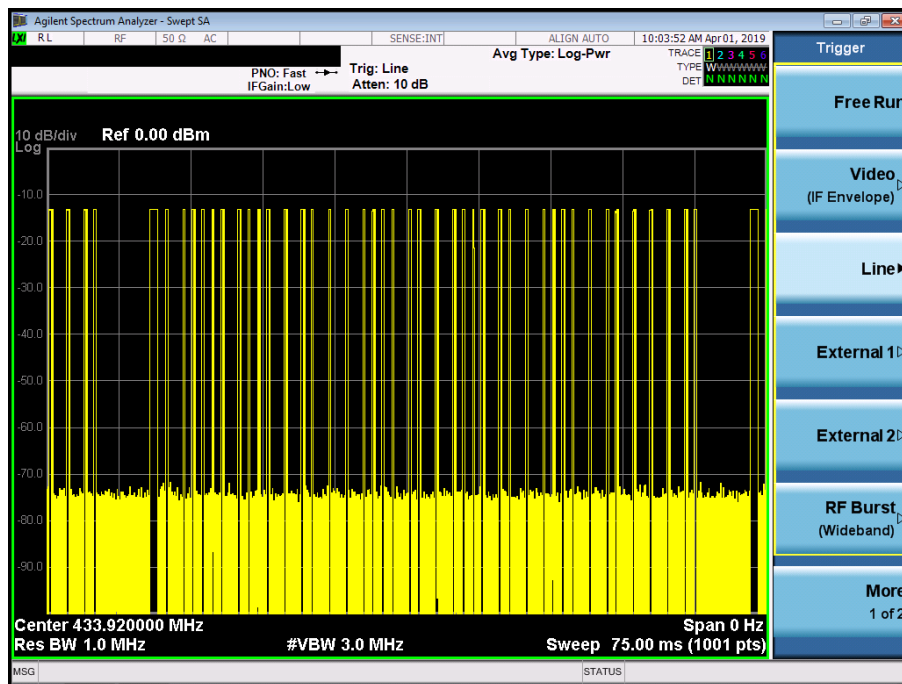 Agilent Spectrum Analyzer - Swept SA
LXI RL RF 50 Ω AC SENSE:INT ALIGN AUTO 10:03:52 AM Apr 01, 2019
Avg Type: Log-Pwr
TRACE 1 2 3 4 5 6
TYPE WWWWWWW
DET N N N N N N
PNO: Fast
IFGain:Low
Trig: Line
Atten: 10 dB
10 dB/div
Log
Ref 0.00 dBm
-10.0
-20.0
-30.0
-40.0
-50.0
-60.0
-70.0
-80.0
-90.0
Center 433.920000 MHz
Span 0 Hz
Res BW 1.0 MHz
#VBW 3.0 MHz
Sweep 75.00 ms (1001 pts)
MSG
STATUS
Trigger
Free Run
Video
(IF Envelope)
Line
External 1
External 2
RF Burst
(Wideband)
More
1 of 2